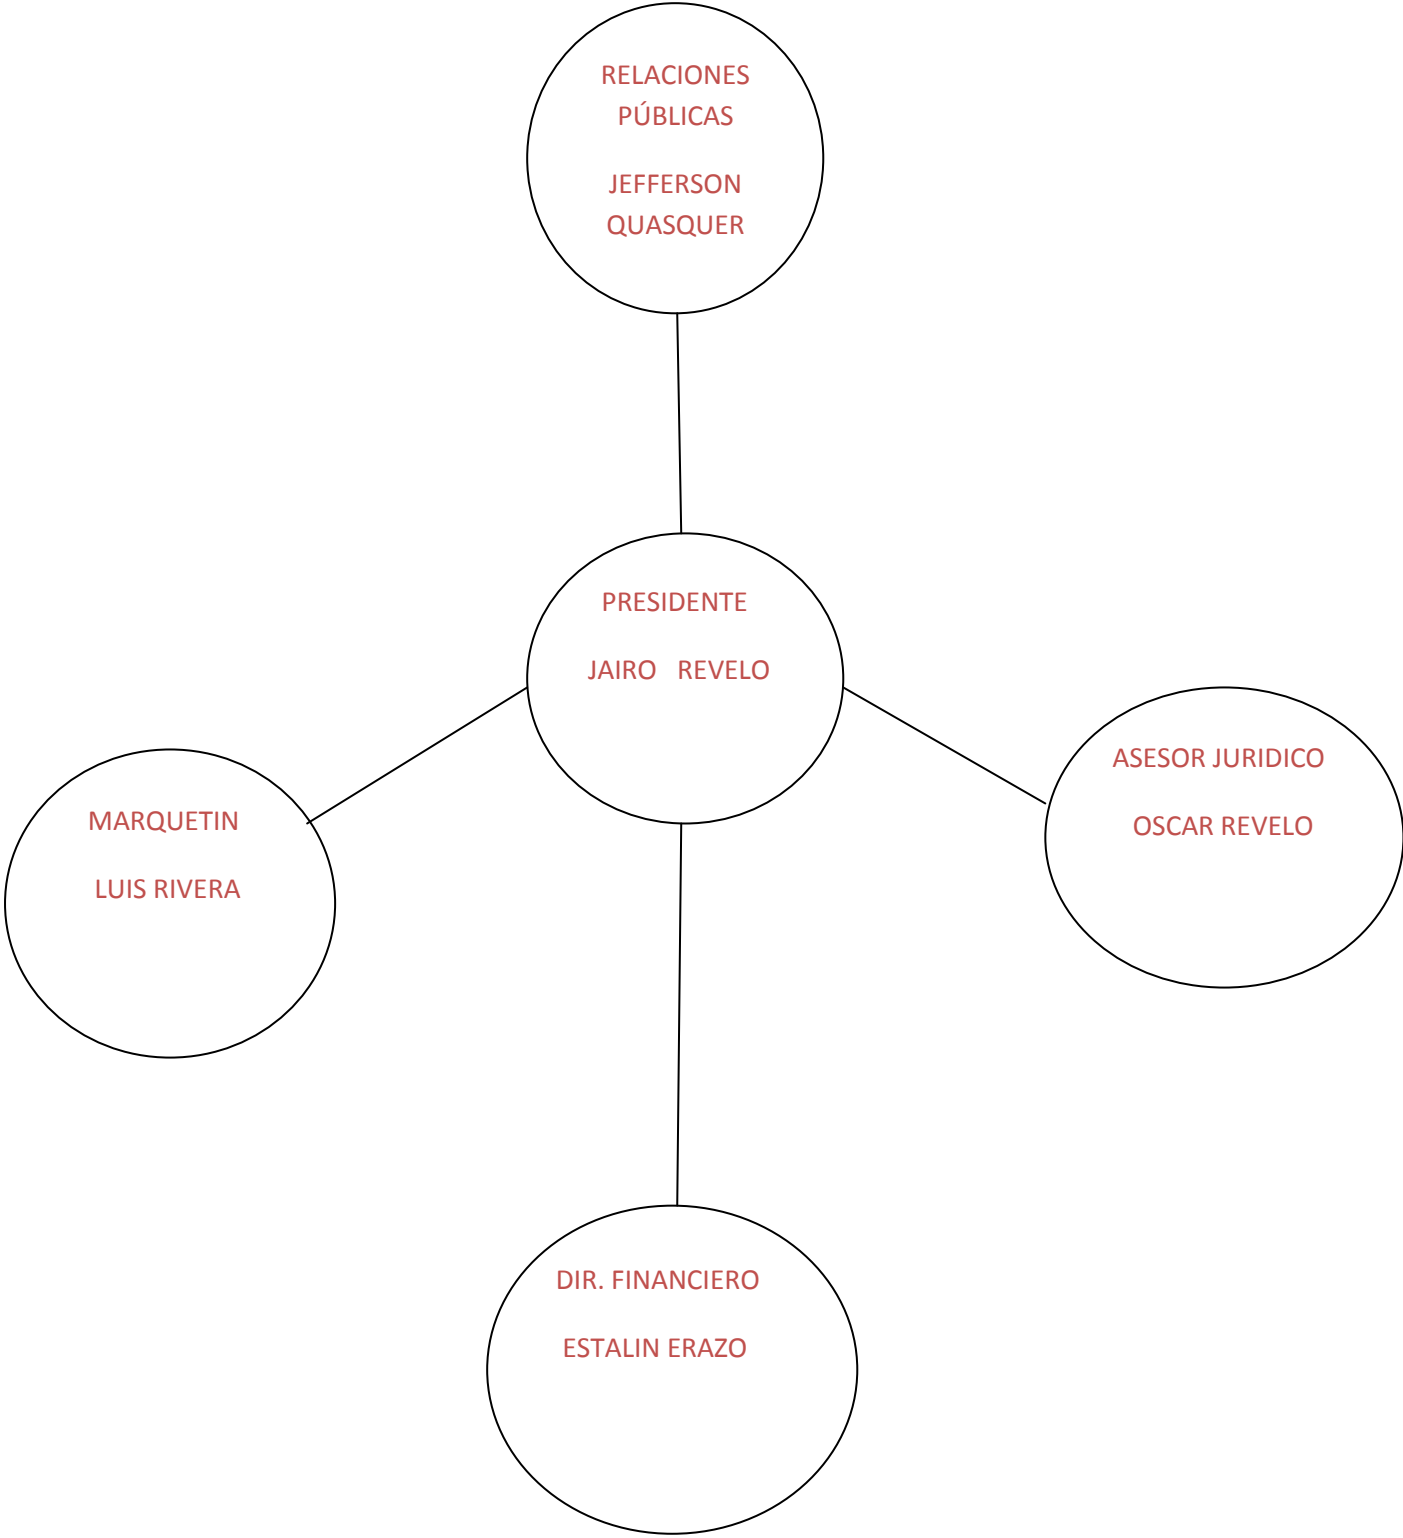 RELACIONES
PÚBLICAS
JEFFERSON
QUASQUER
PRESIDENTE
JAIRO REVELO
ASESOR JURIDICO
OSCAR REVELO
MARQUETIN
LUIS RIVERA
DIR. FINANCIERO
ESTALIN ERAZO